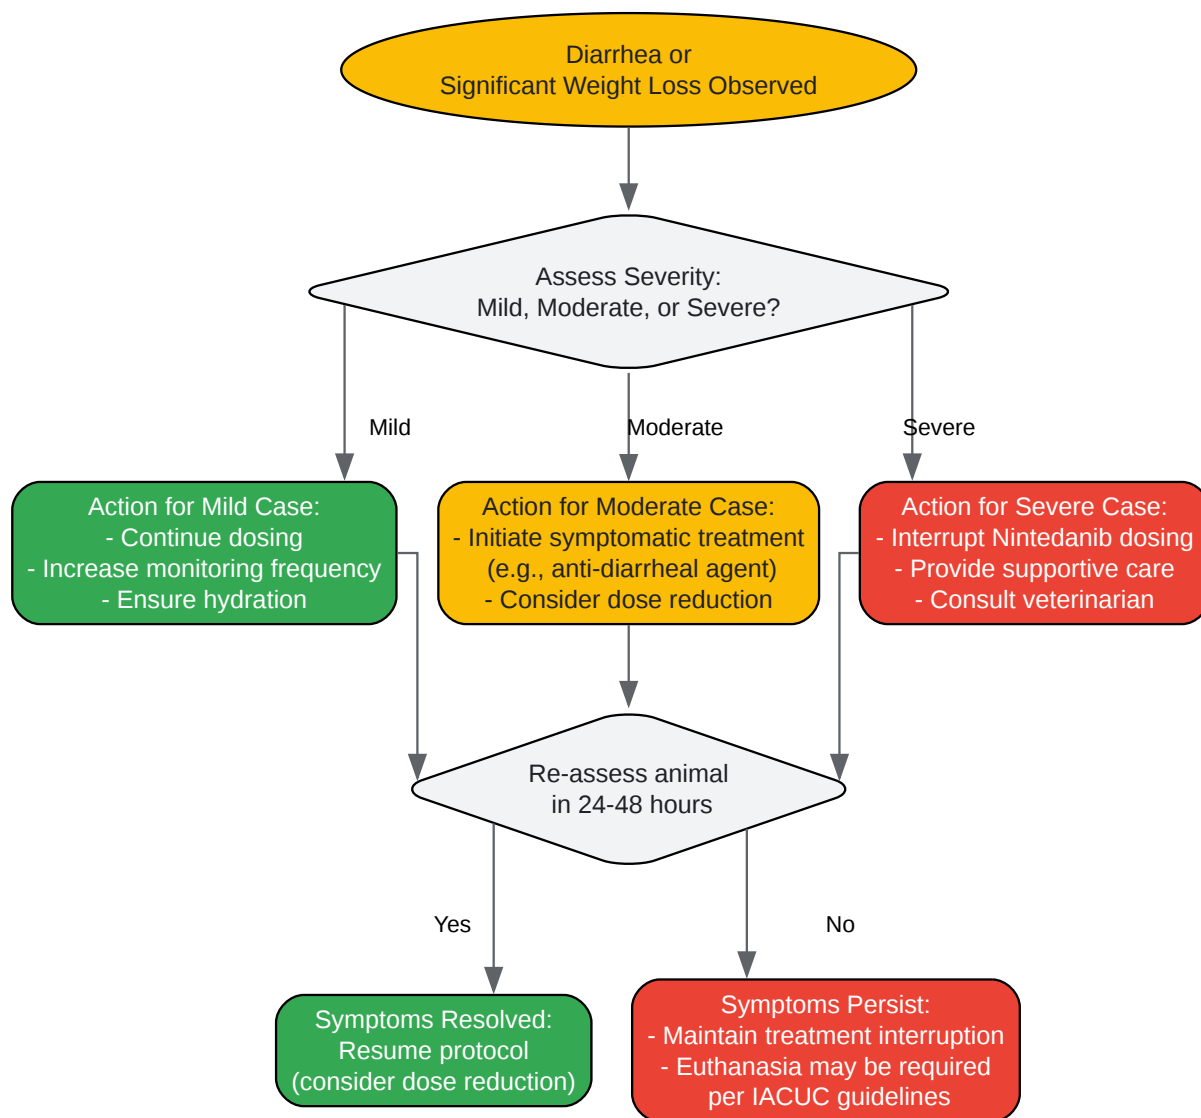 Diarrhea or
Significant Weight Loss Observed
Assess Severity:
Mild, Moderate, or Severe?
Mild
Moderate
Severe
Action for Mild Case:
- Continue dosing
- Increase monitoring frequency
- Ensure hydration
Action for Moderate Case:
- Initiate symptomatic treatment
(e.g., anti-diarrheal agent)
- Consider dose reduction
Action for Severe Case:
- Interrupt Nintedanib dosing
- Provide supportive care
- Consult veterinarian
Re-assess animal
in 24-48 hours
Yes
No
Symptoms Resolved:
Resume protocol
(consider dose reduction)
Symptoms Persist:
- Maintain treatment interruption
- Euthanasia may be required
per IACUC guidelines